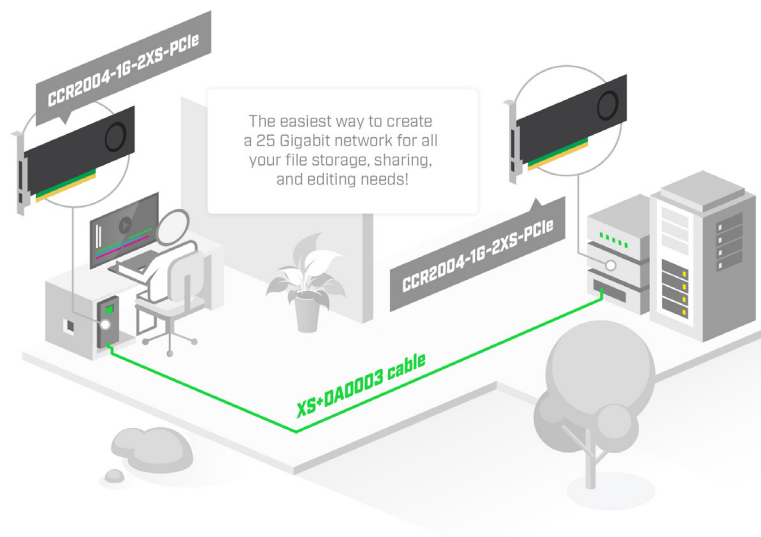 CCR2004-1G-2XS-PCIe
The easiest way to create
a 25 Gigabit network for all
your file storage, sharing,
and editing needs!
CCR2004-1G-2XS-PCIe
XS+DA0003 cable